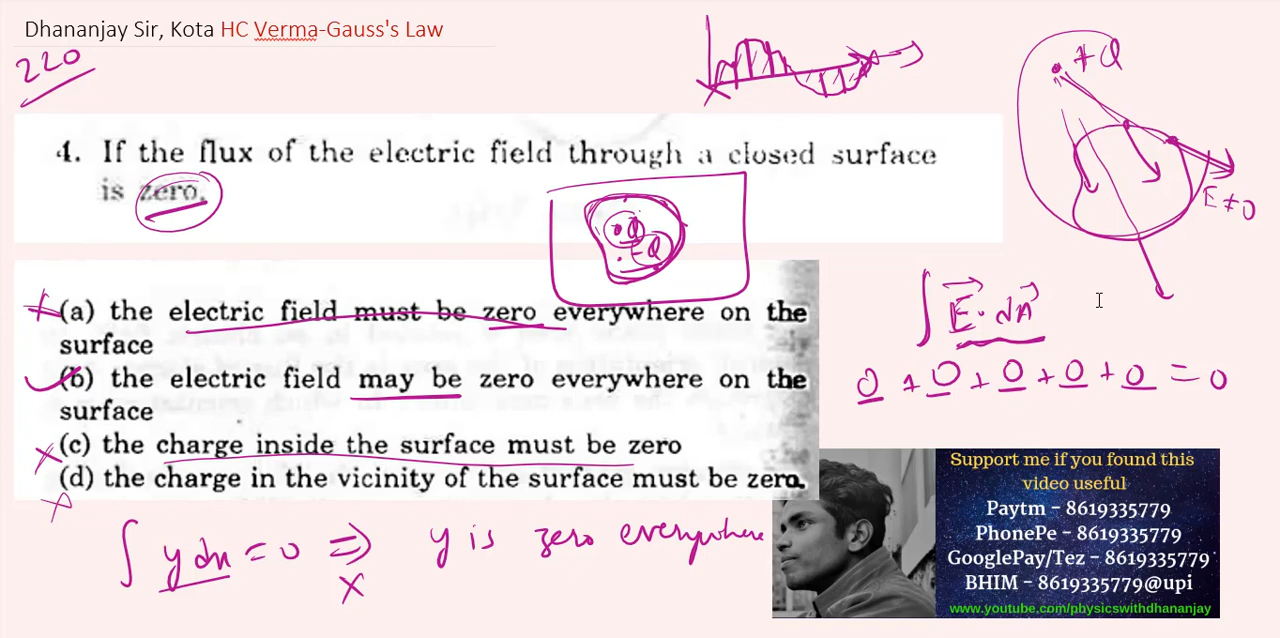 Dhananjay Sir, Kota HC Verma-Gauss's Law
220
4. If the flux of the electric field through a closed surface
is zero,
+Q
E≠0
Q
-Q
(a) the electric field must be zero everywhere on the
surface
(b) the electric field may be zero everywhere on the
surface
(c) the charge inside the surface must be zero
(d) the charge in the vicinity of the surface must be zero.
∫ E⃗ · dA⃗
0 + 0 + 0 + 0 + 0 = 0
∫ y dx = 0 ⇒ y is zero everywhere
Support me if you found this
video useful
Paytm - 8619335779
PhonePe - 8619335779
GooglePay/Tez - 8619335779
BHIM - 8619335779@upi
www.youtube.com/physicswithdhananjay